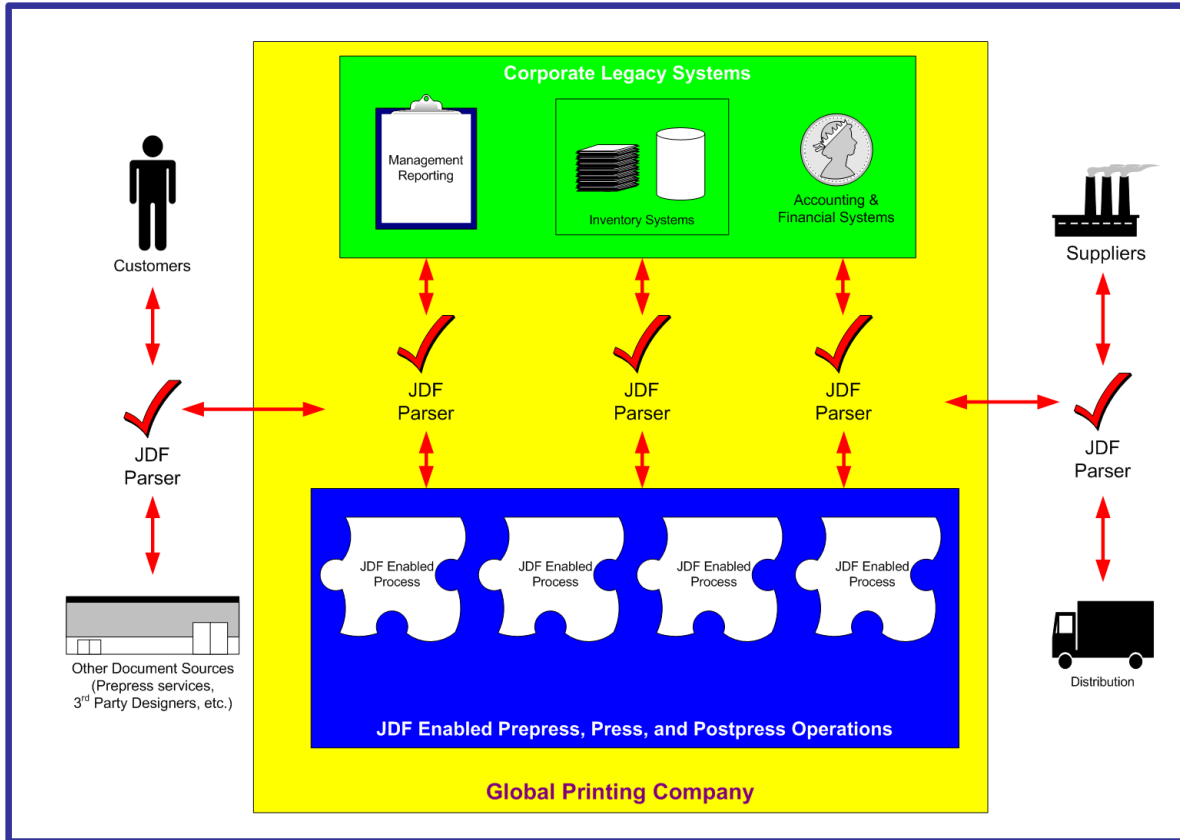 Corporate Legacy Systems
Management
Reporting
Inventory Systems
Accounting &
Financial Systems
Customers
Suppliers
JDF
Parser
JDF
Parser
JDF
Parser
JDF
Parser
JDF
Parser
JDF Enabled
Process
JDF Enabled
Process
JDF Enabled
Process
JDF Enabled
Process
Other Document Sources
(Prepress services,
3rd Party Designers, etc.)
Distribution
JDF Enabled Prepress, Press, and Postpress Operations
Global Printing Company